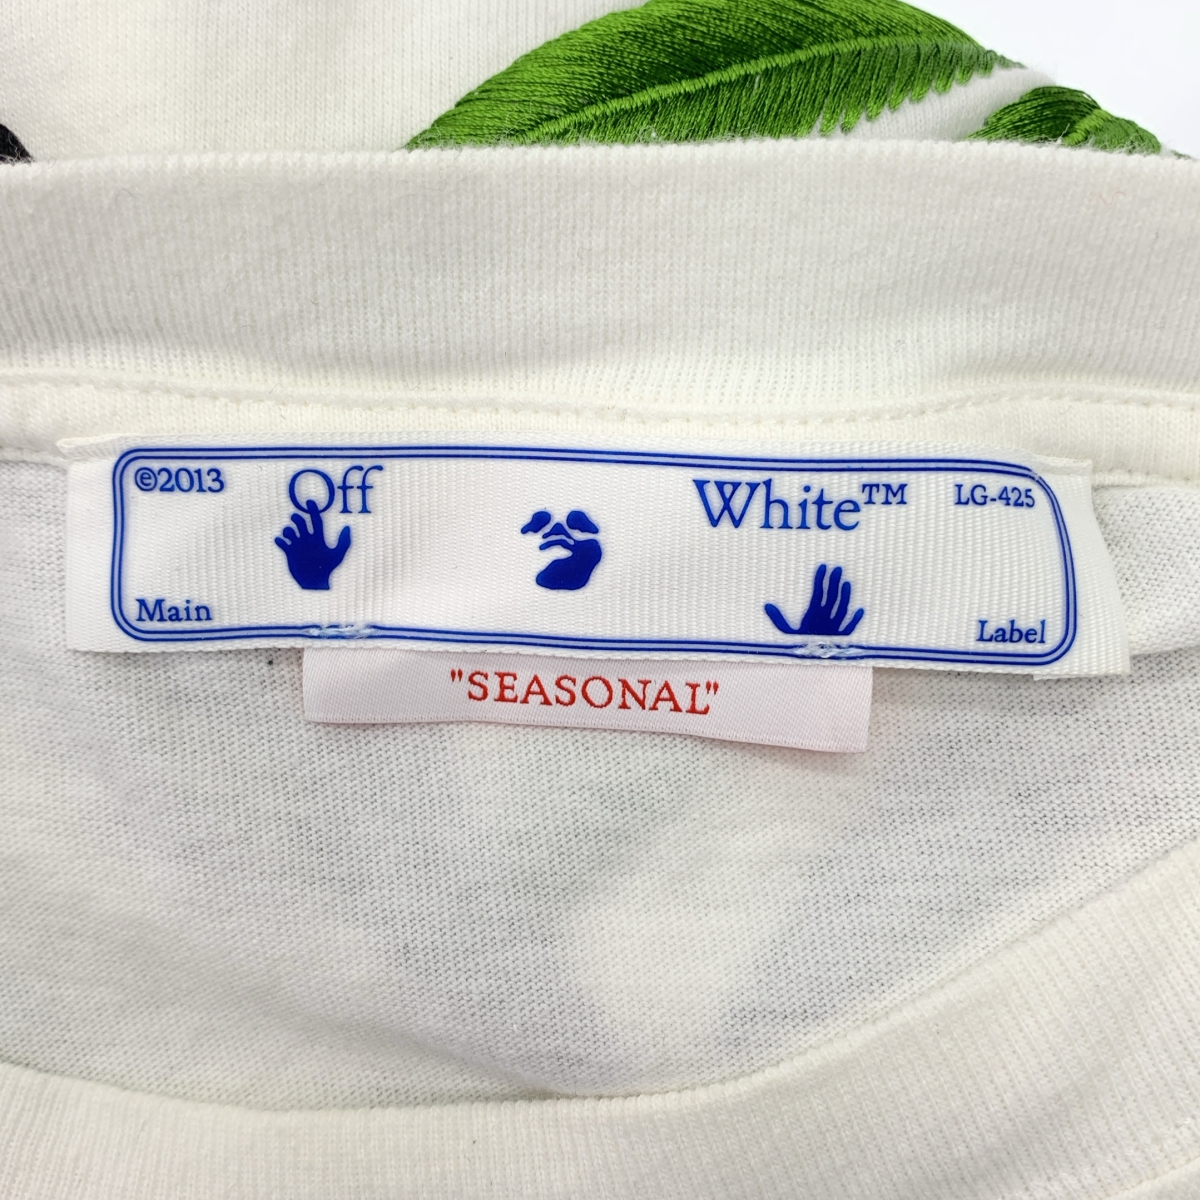 ©2013 Off White™ LG-425
Main Label
"SEASONAL"